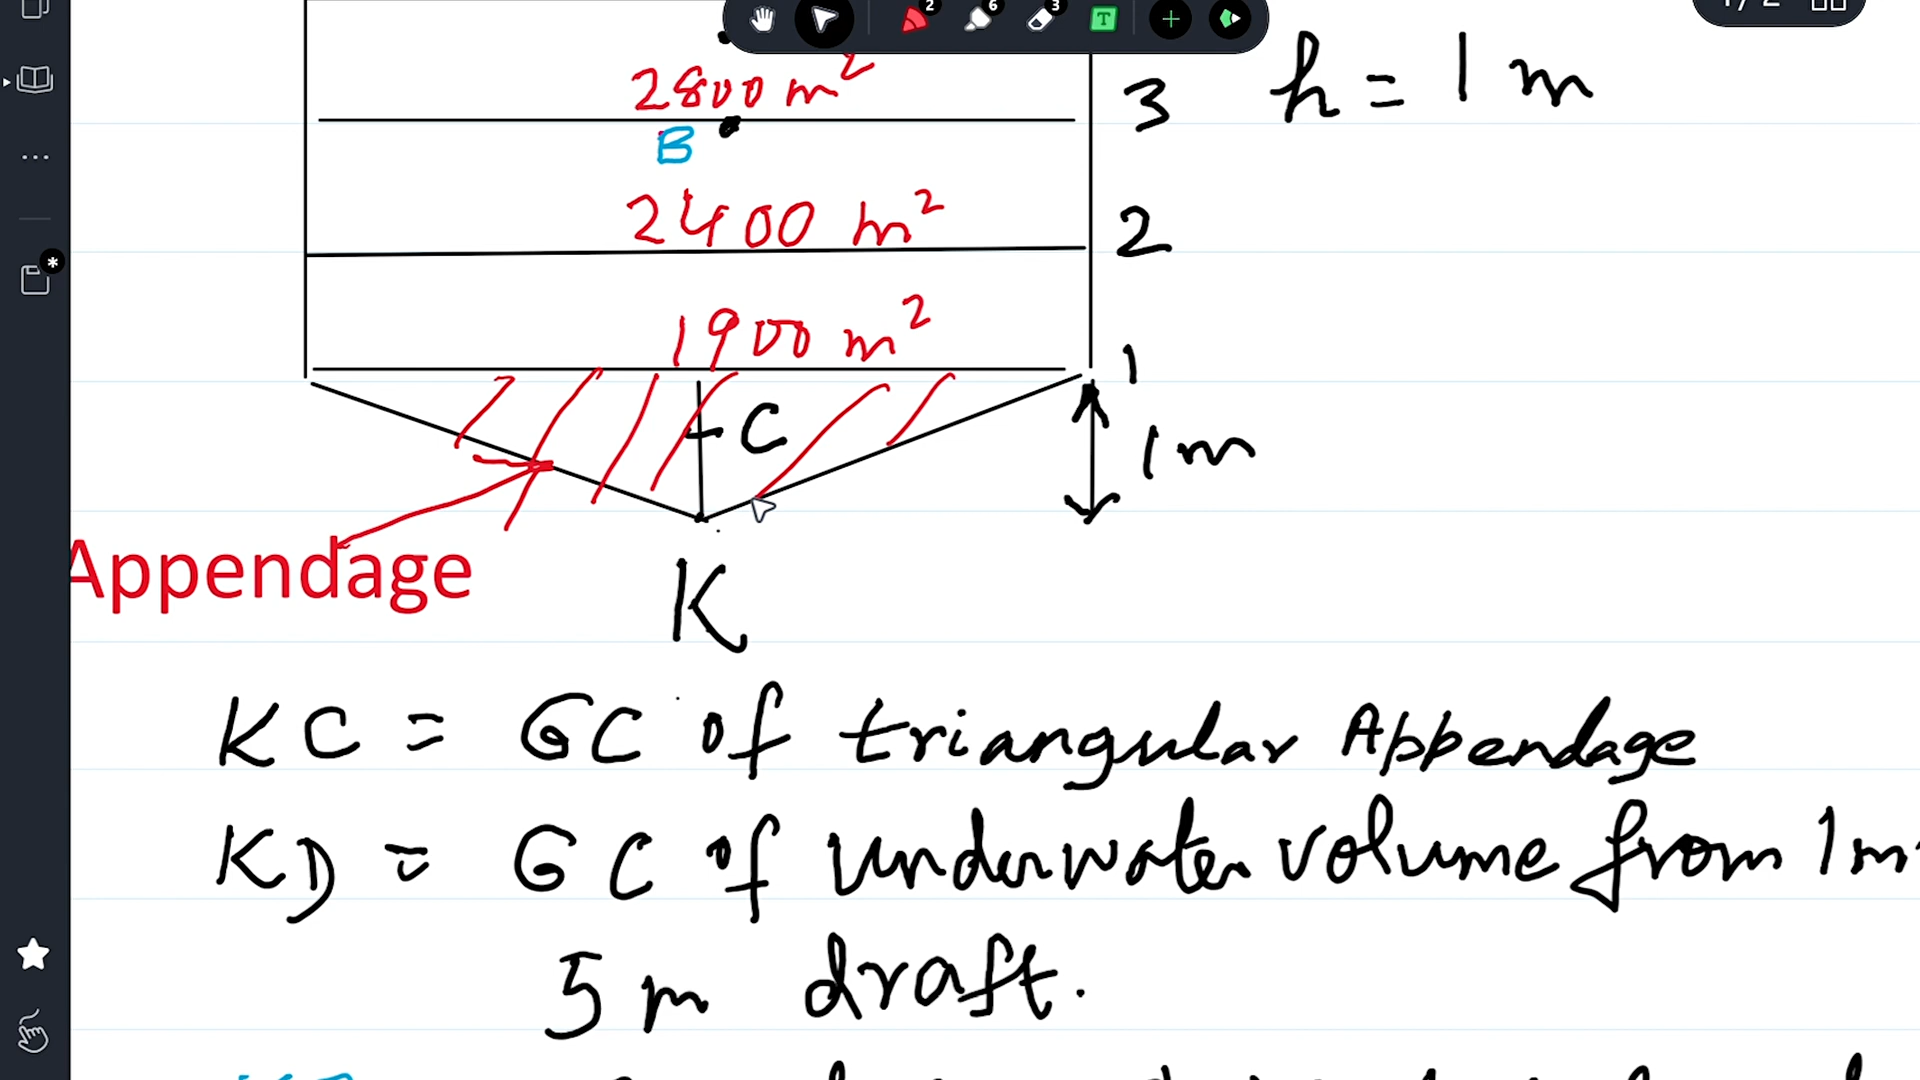 2800 m²
3
h = 1 m
B
2400 m²
2
1900 m²
1
C
1 m
Appendage
K
KC = GC of triangular Appendage
KD = GC of underwater volume from 1m
5 m draft.